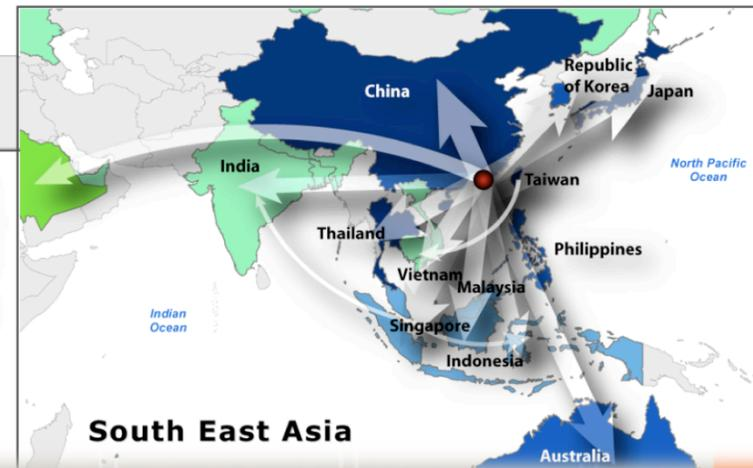 Republic
of Korea
China
Japan
North Pacific
Ocean
India
Taiwan
Thailand
Philippines
Vietnam
Malaysia
Indian
Ocean
Singapore
Indonesia
South East Asia
Australia